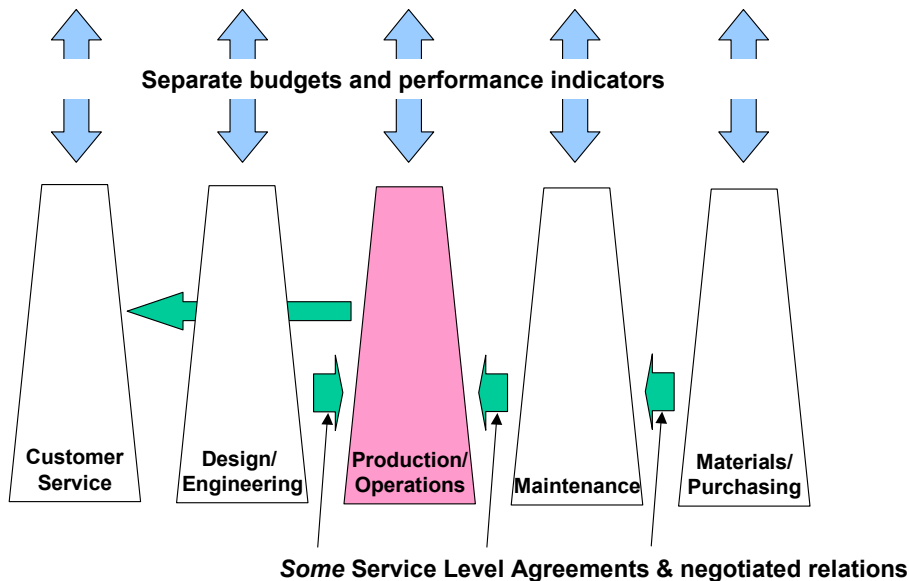 Separate budgets and performance indicators
Customer
Service
Design/
Engineering
Production/
Operations
Maintenance
Materials/
Purchasing
Some Service Level Agreements & negotiated relations